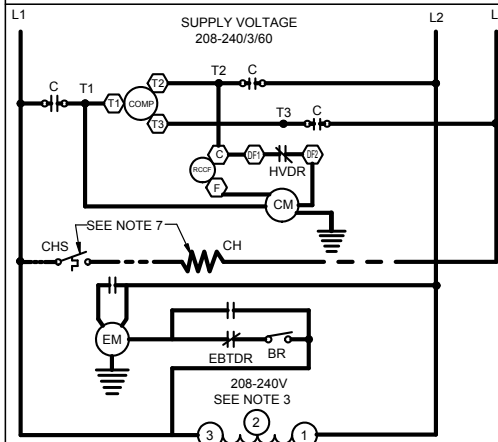 L1
SUPPLY VOLTAGE
208-240/3/60
L2
L
C
T1
T1
COMP
T2
T3
T2
C
T3
C
C
DF1
DF2
HVDR
RCCF
F
CM
SEE NOTE 7
CHS
CH
EM
EBTDR
BR
208-240V
SEE NOTE 3
3
2
1